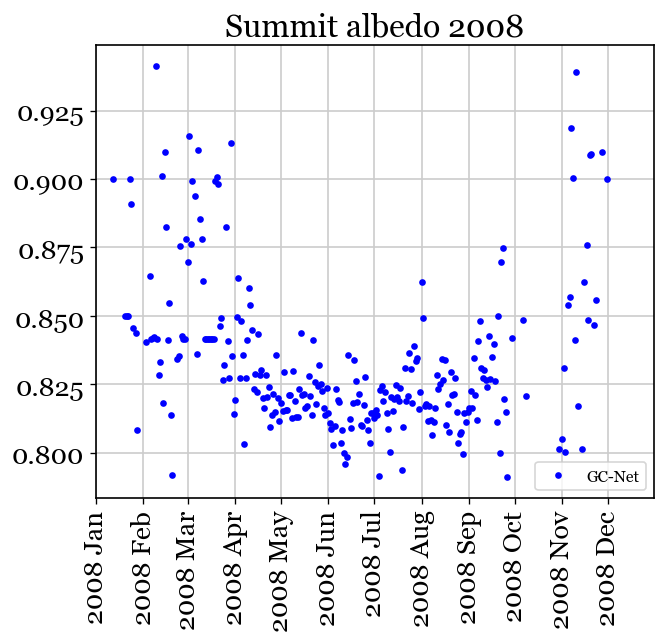 Summit albedo 2008
0.925
0.900
0.875
0.850
0.825
0.800
GC-Net
2008 Jan
2008 Feb
2008 Mar
2008 Apr
2008 May
2008 Jun
2008 Jul
2008 Aug
2008 Sep
2008 Oct
2008 Nov
2008 Dec